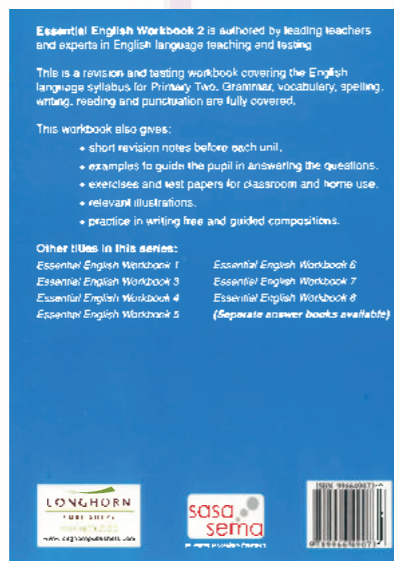 Essential English Workbook 2 is authored by leading teachers
and experts in English language teaching and testing
This is a revision and testing workbook covering the English
language syllabus for Primary Two. Grammar, vocabulary, spelling,
writing, reading and punctuation are fully covered.
This workbook also gives:
• short revision notes before each unit.
• examples to guide the pupil in answering the questions.
• exercises and test papers for classroom and home use.
• relevant illustrations.
• practice in writing free and guided compositions.
Other titles in this series:
Essential English Workbook 1
Essential English Workbook 3
Essential English Workbook 4
Essential English Workbook 5
Essential English Workbook 6
Essential English Workbook 7
Essential English Workbook 8
(Separate answer books available)
LONGHORN
PUBLISHERS
www.longhornpublishers.com
sasa
sema
ISBN